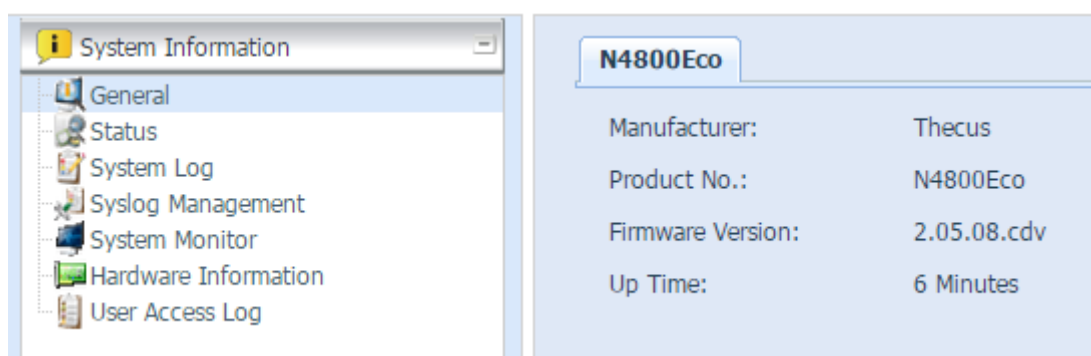 System Information
General
Status
System Log
Syslog Management
System Monitor
Hardware Information
User Access Log
N4800Eco
Manufacturer: Thecus
Product No.: N4800Eco
Firmware Version: 2.05.08.cdv
Up Time: 6 Minutes